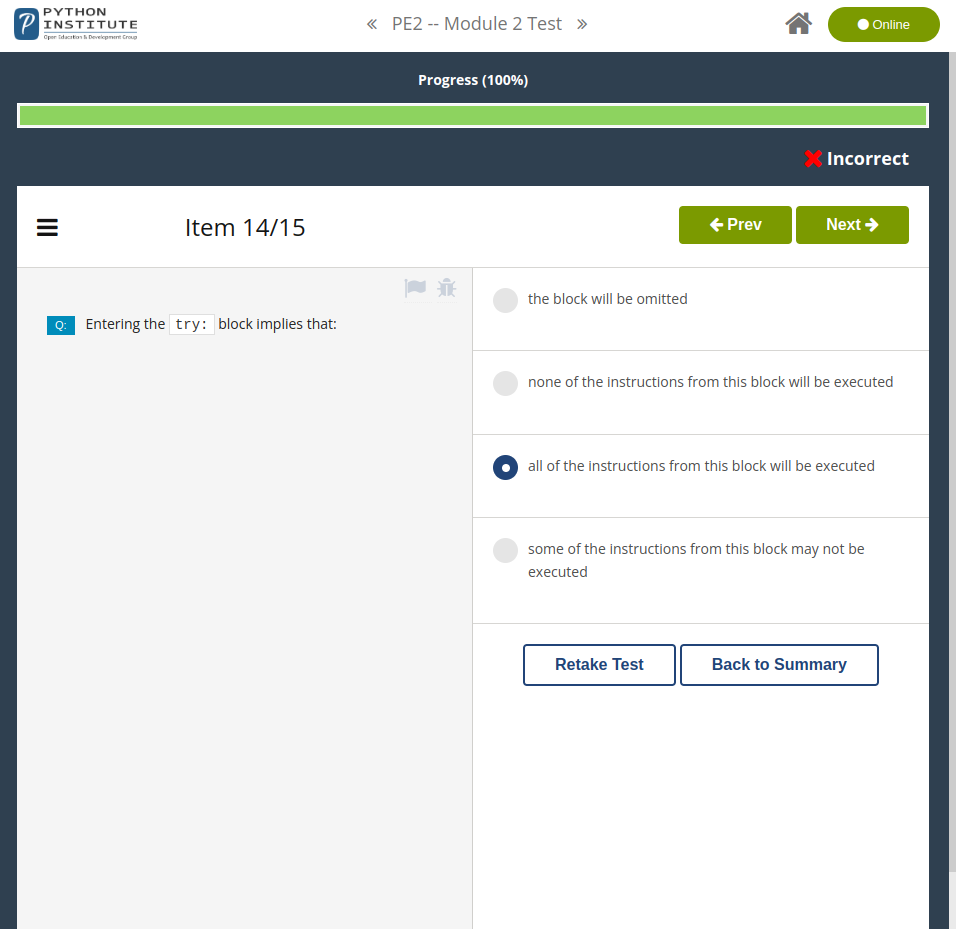 PYTHON
INSTITUTE
Open Education & Development Group
« PE2 -- Module 2 Test »
Online
Progress (100%)
Incorrect
Item 14/15
Prev
Next
Q: Entering the try: block implies that:
the block will be omitted
none of the instructions from this block will be executed
all of the instructions from this block will be executed
some of the instructions from this block may not be
executed
Retake Test
Back to Summary